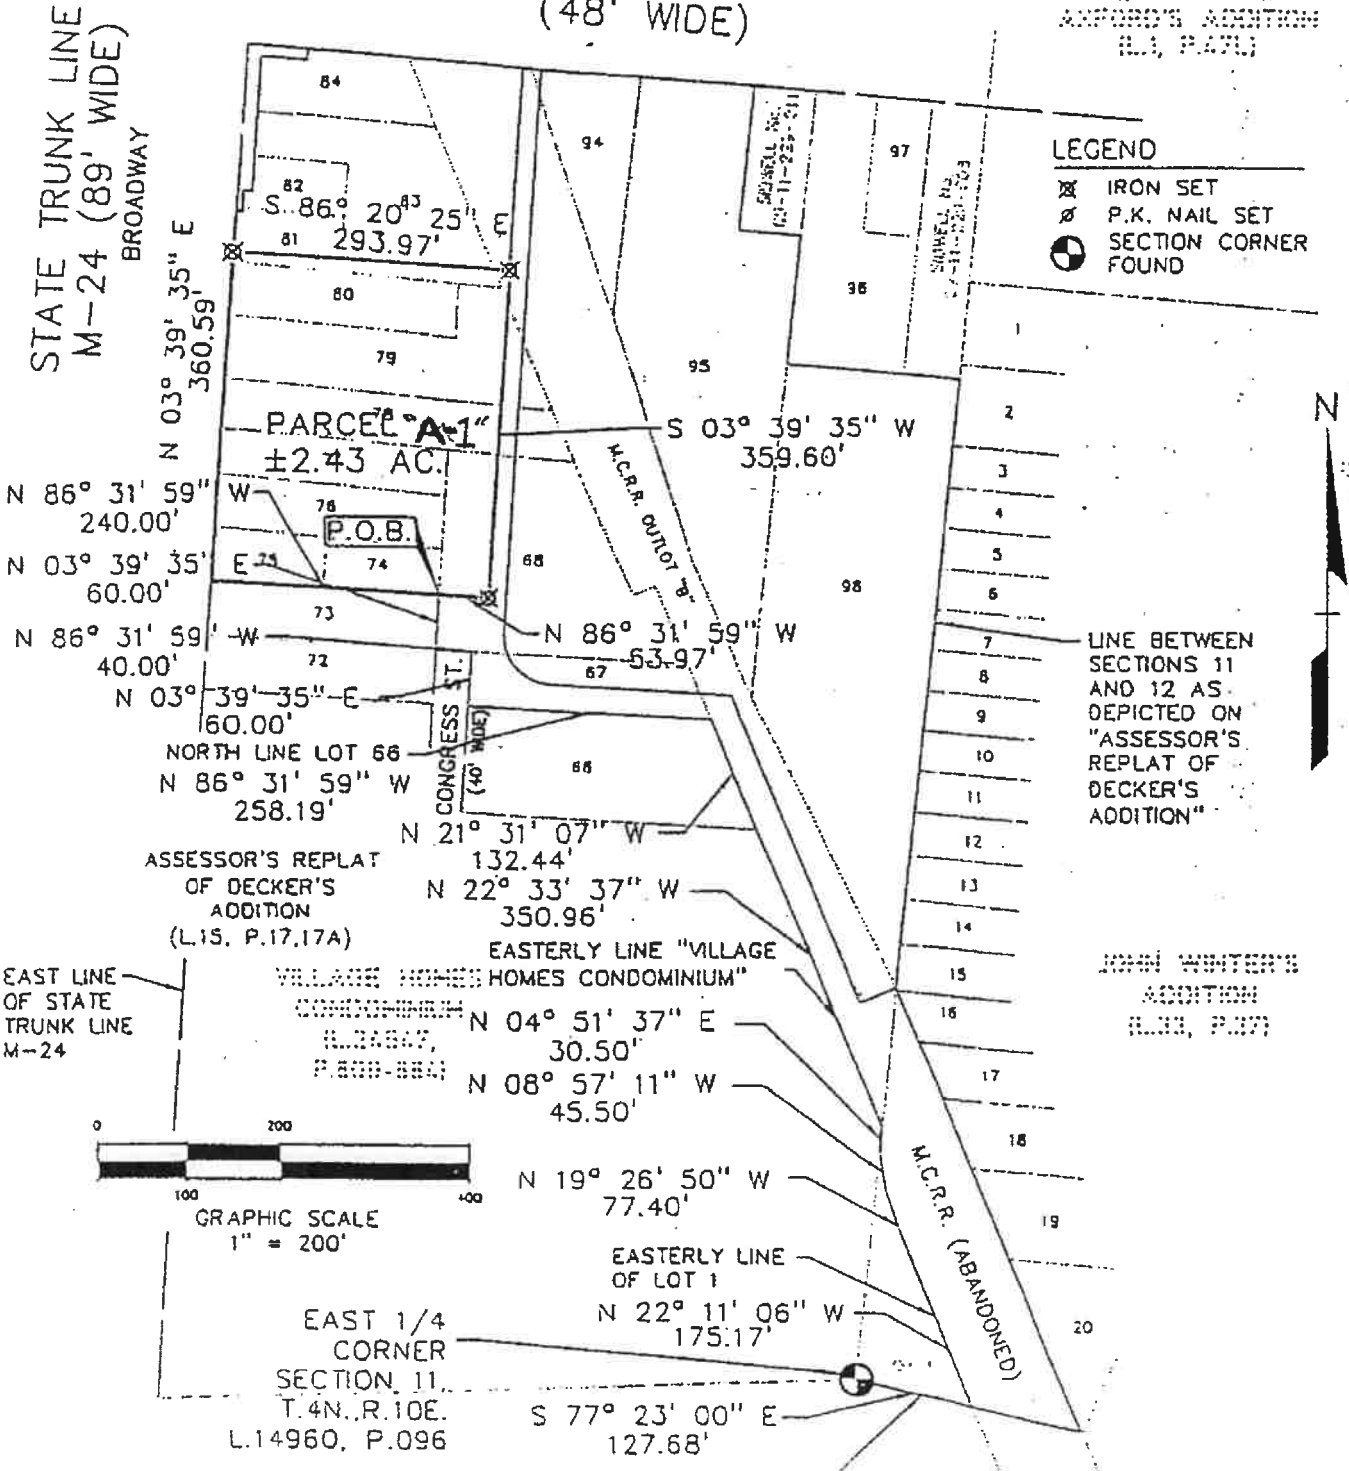 (48' WIDE)
AXFORD'S ADDITION
STATE TRUNK LINE
M-24 (89' WIDE)
BROADWAY
LEGEND
IRON SET
P.K. NAIL SET
SECTION CORNER
FOUND
84
82
83
81
80
79
78
76
75
74
73
72
94
95
96
97
98
68
67
66
S 86° 20' 25" E
293.97'
N 03° 39' 35" E
360.59'
PARCEL "A-1"
±2.43 AC.
S 03° 39' 35" W
359.60'
N 86° 31' 59" W
240.00'
P.O.B.
N 03° 39' 35' E
60.00'
N 86° 31' 59' W
40.00'
N 86° 31' 59" W
63.97'
N 03° 39' 35" E
60.00'
NORTH LINE LOT 66
N 86° 31' 59" W
258.19'
CONGRESS ST.
(40' WIDE)
M.C.R.R. OUTLOT "B"
N
LINE BETWEEN
SECTIONS 11
AND 12 AS
DEPICTED ON
"ASSESSOR'S
REPLAT OF
DECKER'S
ADDITION"
1
2
3
4
5
6
7
8
9
10
11
12
13
14
15
16
17
18
19
20
N 21° 31' 07" W
132.44'
ASSESSOR'S REPLAT
OF DECKER'S
ADDITION
(L.15, P.17,17A)
N 22° 33' 37" W
350.96'
EASTERLY LINE "VILLAGE
HOMES CONDOMINIUM"
EAST LINE
OF STATE
TRUNK LINE
M-24
VILLAGE HOMES
CONDOMINIUM
N 04° 51' 37" E
30.50'
N 08° 57' 11" W
45.50'
JOHN WINTER'S
ADDITION
0
200
100
400
GRAPHIC SCALE
1" = 200'
N 19° 26' 50" W
77.40'
M.C.R.R. (ABANDONED)
EASTERLY LINE
OF LOT 1
N 22° 11' 06" W
175.17'
EAST 1/4
CORNER
SECTION 11,
T.4N., R.10E.
L.14960, P.096
S 77° 23' 00" E
127.68'